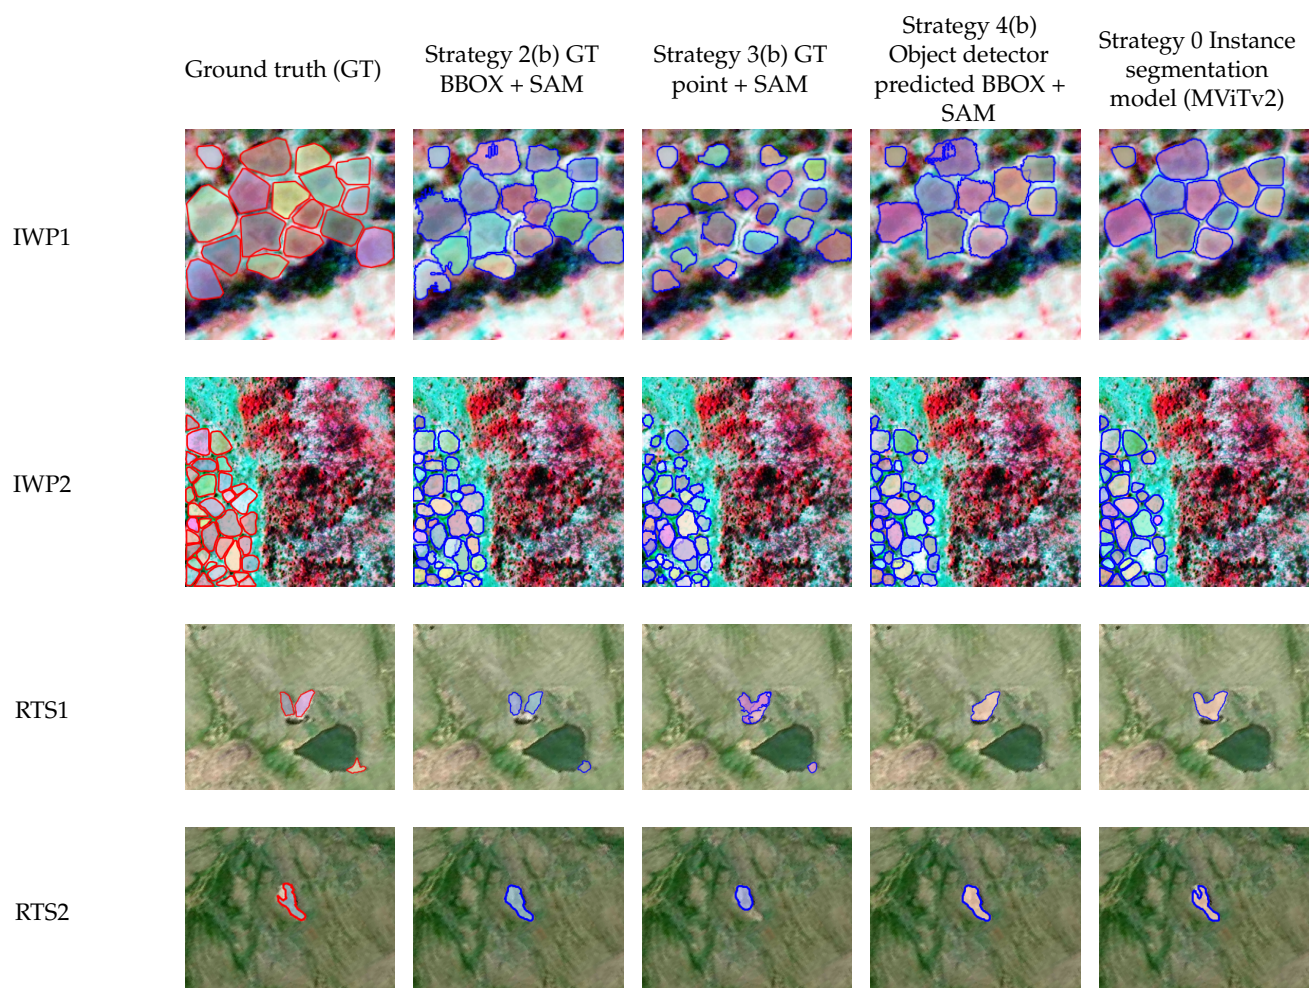 Ground truth (GT)
Strategy 2(b) GT
BBOX + SAM
Strategy 3(b) GT
point + SAM
Strategy 4(b)
Object detector
predicted BBOX +
SAM
Strategy 0 Instance
segmentation
model (MViTv2)
IWP1
IWP2
RTS1
RTS2